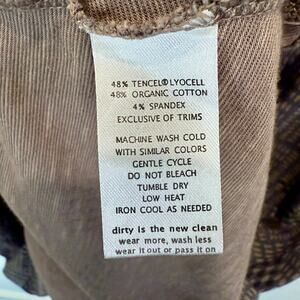 48% TENCEL®LYOCELL
48% ORGANIC COTTON
4% SPANDEX
EXCLUSIVE OF TRIMS
MACHINE WASH COLD
WITH SIMILAR COLORS
GENTLE CYCLE
DO NOT BLEACH
TUMBLE DRY
LOW HEAT
IRON COOL AS NEEDED
dirty is the new clean
wear more, wash less
wear it out or pass it on